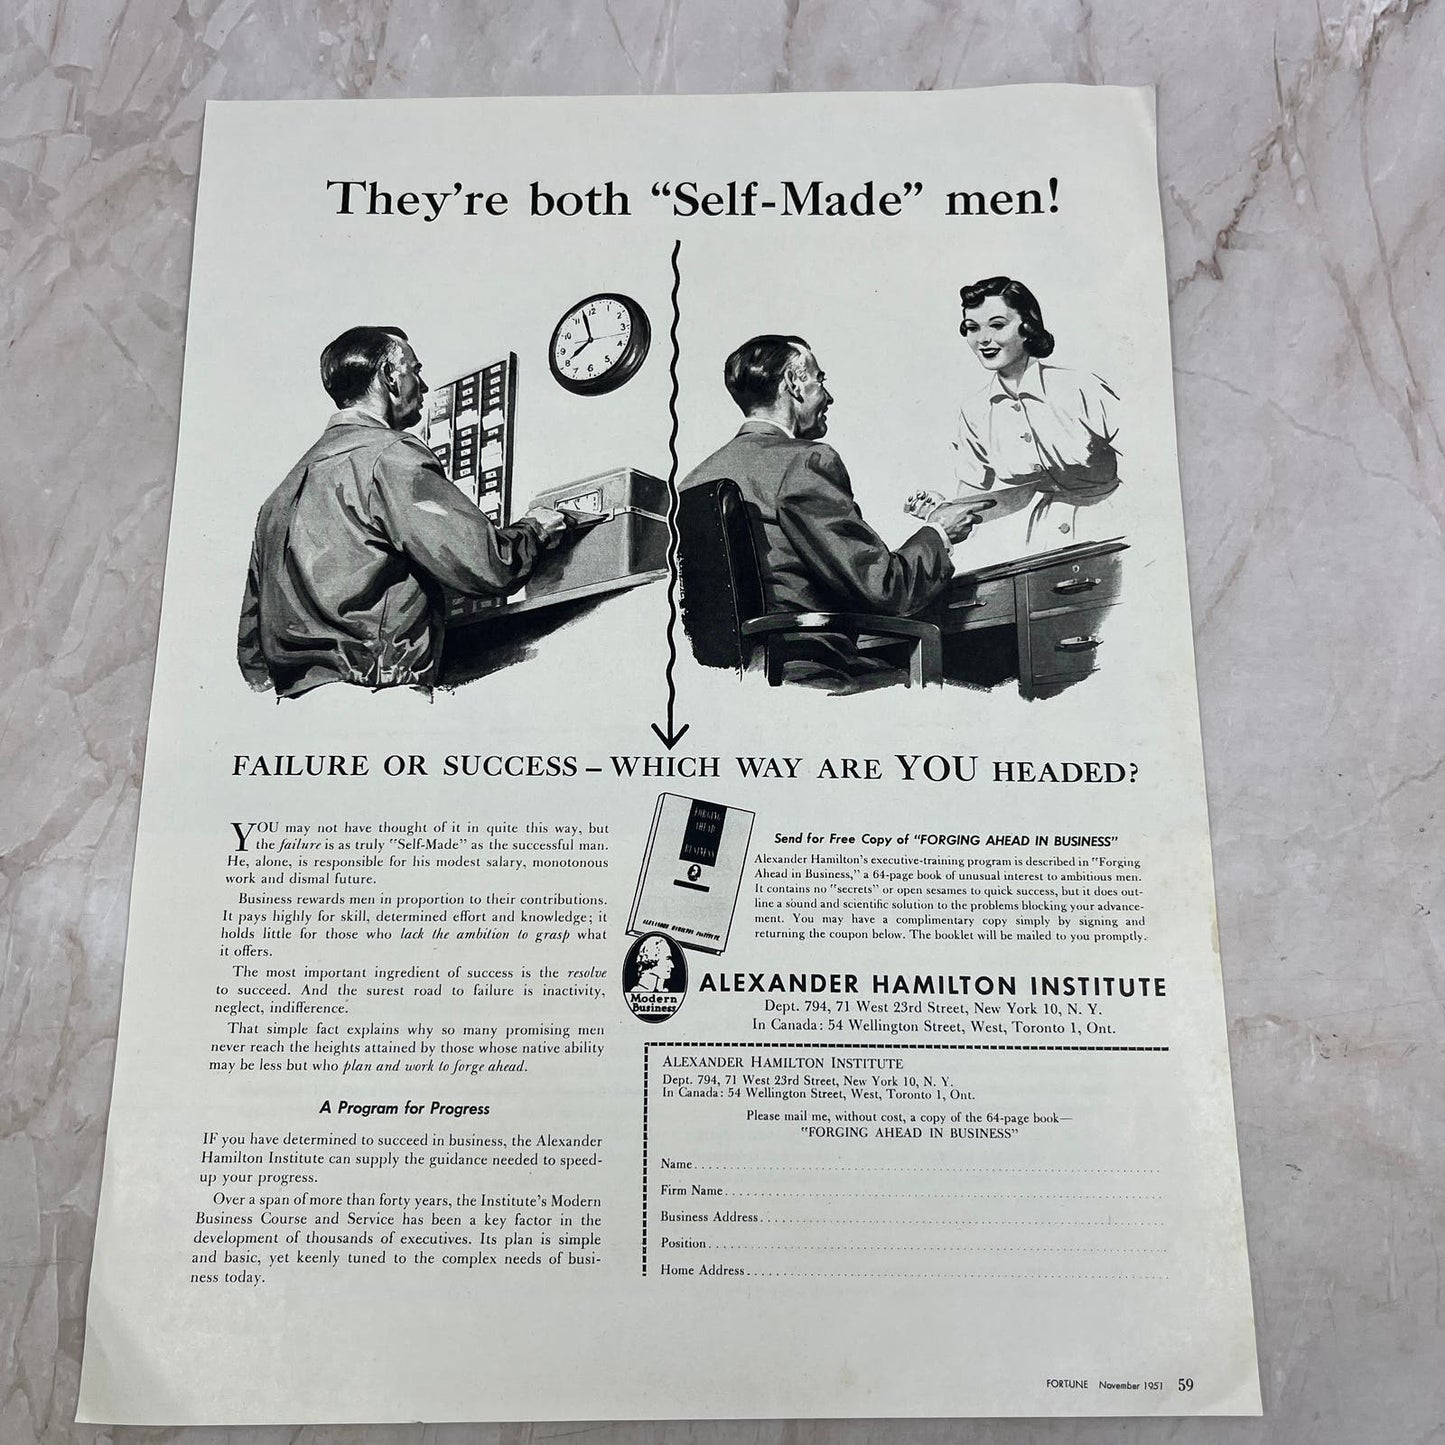 They're both "Self-Made" men!
FAILURE OR SUCCESS – WHICH WAY ARE YOU HEADED?
YOU may not have thought of it in quite this way, but
the failure is as truly "Self-Made" as the successful man.
He, alone, is responsible for his modest salary, monotonous
work and dismal future.
Business rewards men in proportion to their contributions.
It pays highly for skill, determined effort and knowledge; it
holds little for those who lack the ambition to grasp what
it offers.
The most important ingredient of success is the resolve
to succeed. And the surest road to failure is inactivity,
neglect, indifference.
That simple fact explains why so many promising men
never reach the heights attained by those whose native ability
may be less but who plan and work to forge ahead.
A Program for Progress
IF you have determined to succeed in business, the Alexander
Hamilton Institute can supply the guidance needed to speed-
up your progress.
Over a span of more than forty years, the Institute's Modern
Business Course and Service has been a key factor in the
development of thousands of executives. Its plan is simple
and basic, yet keenly tuned to the complex needs of busi-
ness today.
FORGING
AHEAD
IN
BUSINESS
ALEXANDER HAMILTON INSTITUTE
Modern
Business
Send for Free Copy of "FORGING AHEAD IN BUSINESS"
Alexander Hamilton's executive-training program is described in "Forging
Ahead in Business," a 64-page book of unusual interest to ambitious men.
It contains no "secrets" or open sesames to quick success, but it does out-
line a sound and scientific solution to the problems blocking your advance-
ment. You may have a complimentary copy simply by signing and
returning the coupon below. The booklet will be mailed to you promptly.
ALEXANDER HAMILTON INSTITUTE
Dept. 794, 71 West 23rd Street, New York 10, N. Y.
In Canada: 54 Wellington Street, West, Toronto 1, Ont.
ALEXANDER HAMILTON INSTITUTE
Dept. 794, 71 West 23rd Street, New York 10, N. Y.
In Canada: 54 Wellington Street, West, Toronto 1, Ont.
Please mail me, without cost, a copy of the 64-page book—
"FORGING AHEAD IN BUSINESS"
Name
Firm Name
Business Address
Position
Home Address
FORTUNE November 1951 59